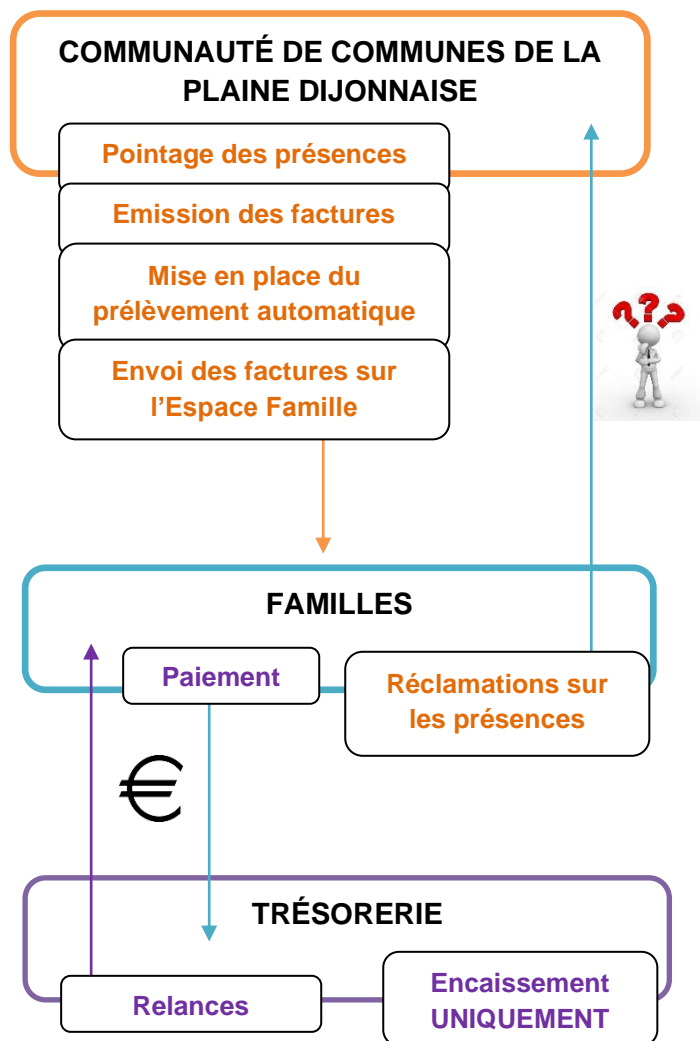 COMMUNAUTÉ DE COMMUNES DE LA
PLAINE DIJONNAISE
Pointage des présences
Emission des factures
Mise en place du
prélèvement automatique
Envoi des factures sur
l’Espace Famille
???
FAMILLES
Paiement
Réclamations sur
les présences
€
TRÉSORERIE
Relances
Encaissement
UNIQUEMENT